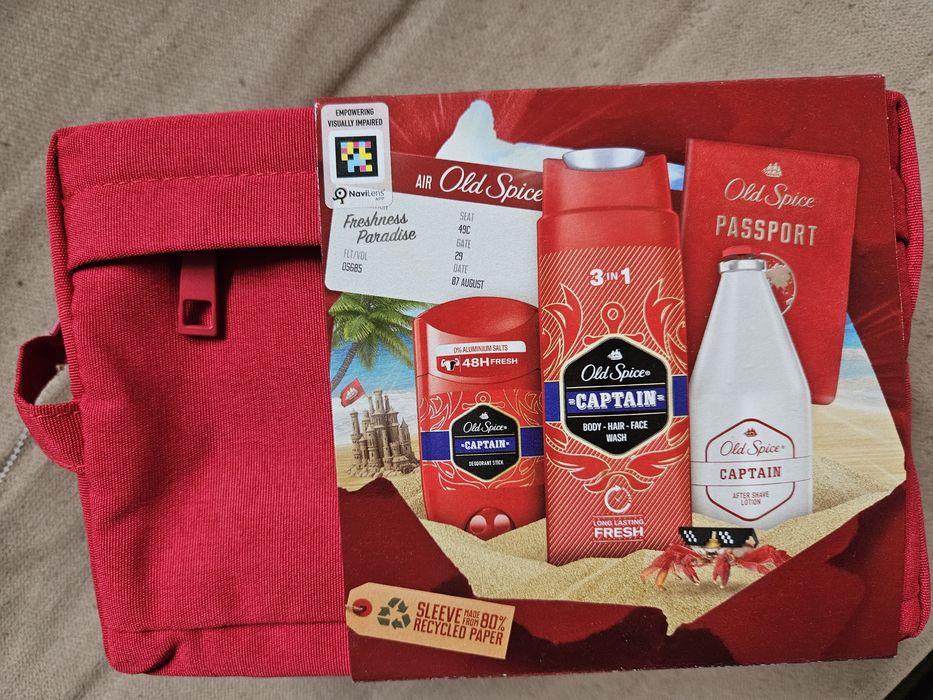 EMPOWERING
VISUALLY IMPAIRED
NaviLens
APP
AIR Old Spice
Freshness
Paradise
FLT/VOL
OS685
SEAT
49C
GATE
29
DATE
07 AUGUST
0% ALUMINIUM SALTS
48H FRESH
Old Spice®
CAPTAIN
DEODORANT STICK
3 IN 1
Old Spice®
CAPTAIN
BODY - HAIR - FACE
WASH
LONG LASTING
FRESH
Old Spice
PASSPORT
Old Spice®
CAPTAIN
AFTER SHAVE
LOTION
SLEEVE MADE FROM 80%
RECYCLED PAPER